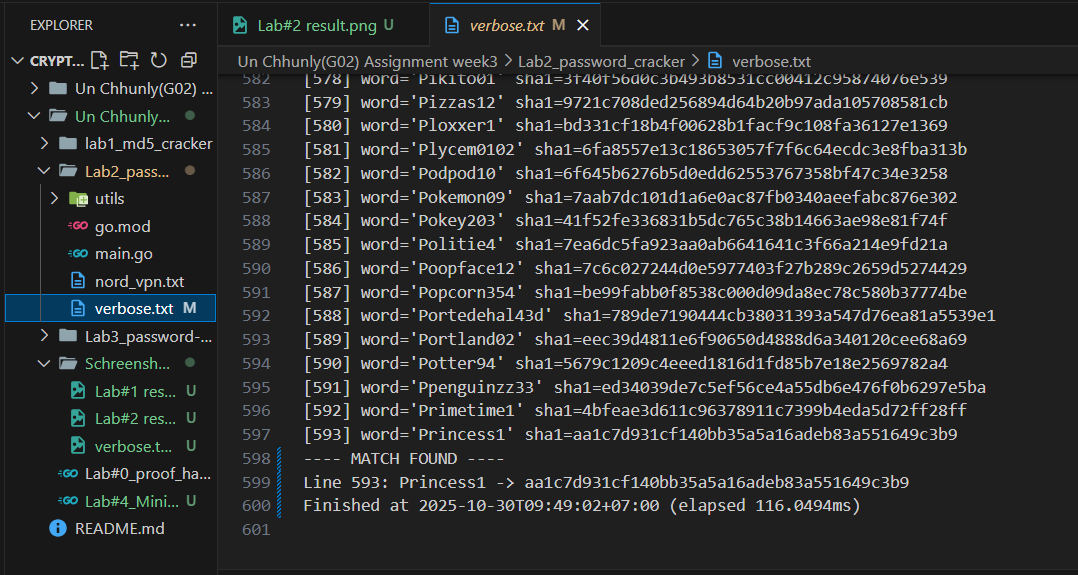 EXPLORER
CRYPT...
Un Chhunly(G02) ...
Un Chhunly...
lab1_md5_cracker
Lab2_pass...
utils
go.mod
main.go
nord_vpn.txt
verbose.txt M
Lab3_password-...
Schreensh...
Lab#1 res... U
Lab#2 res... U
verbose.t... U
Lab#0_proof_ha...
Lab#4_Mini... U
README.md
Lab#2 result.png U
verbose.txt M
Un Chhunly(G02) Assignment week3 > Lab2_password_cracker > verbose.txt
582 [578] word='Pikito01' sha1=3f40f56d0c3b493b8531cc00412c95874076e539
583 [579] word='Pizzas12' sha1=9721c708ded256894d64b20b97ada105708581cb
584 [580] word='Ploxxer1' sha1=bd331cf18b4f00628b1facf9c108fa36127e1369
585 [581] word='Plycem0102' sha1=6fa8557e13c18653057f7f6c64ecdc3e8fba313b
586 [582] word='Podpod10' sha1=6f645b6276b5d0edd62553767358bf47c34e3258
587 [583] word='Pokemon09' sha1=7aab7dc101d1a6e0ac87fb0340aeefabc876e302
588 [584] word='Pokey203' sha1=41f52fe336831b5dc765c38b14663ae98e81f74f
589 [585] word='Politie4' sha1=7ea6dc5fa923aa0ab6641641c3f66a214e9fd21a
590 [586] word='Poopface12' sha1=7c6c027244d0e5977403f27b289c2659d5274429
591 [587] word='Popcorn354' sha1=be99fabb0f8538c000d09da8ec78c580b37774be
592 [588] word='Portedehal43d' sha1=789de7190444cb38031393a547d76ea81a5539e1
593 [589] word='Portland02' sha1=eec39d4811e6f90650d4888d6a340120cee68a69
594 [590] word='Potter94' sha1=5679c1209c4eeed1816d1fd85b7e18e2569782a4
595 [591] word='Ppenguinzz33' sha1=ed34039de7c5ef56ce4a55db6e476f0b6297e5ba
596 [592] word='Primetime1' sha1=4bfeae3d611c96378911c7399b4eda5d72ff28ff
597 [593] word='Princess1' sha1=aa1c7d931cf140bb35a5a16adeb83a551649c3b9
598 ---- MATCH FOUND ----
599 Line 593: Princess1 -> aa1c7d931cf140bb35a5a16adeb83a551649c3b9
600 Finished at 2025-10-30T09:49:02+07:00 (elapsed 116.0494ms)
601